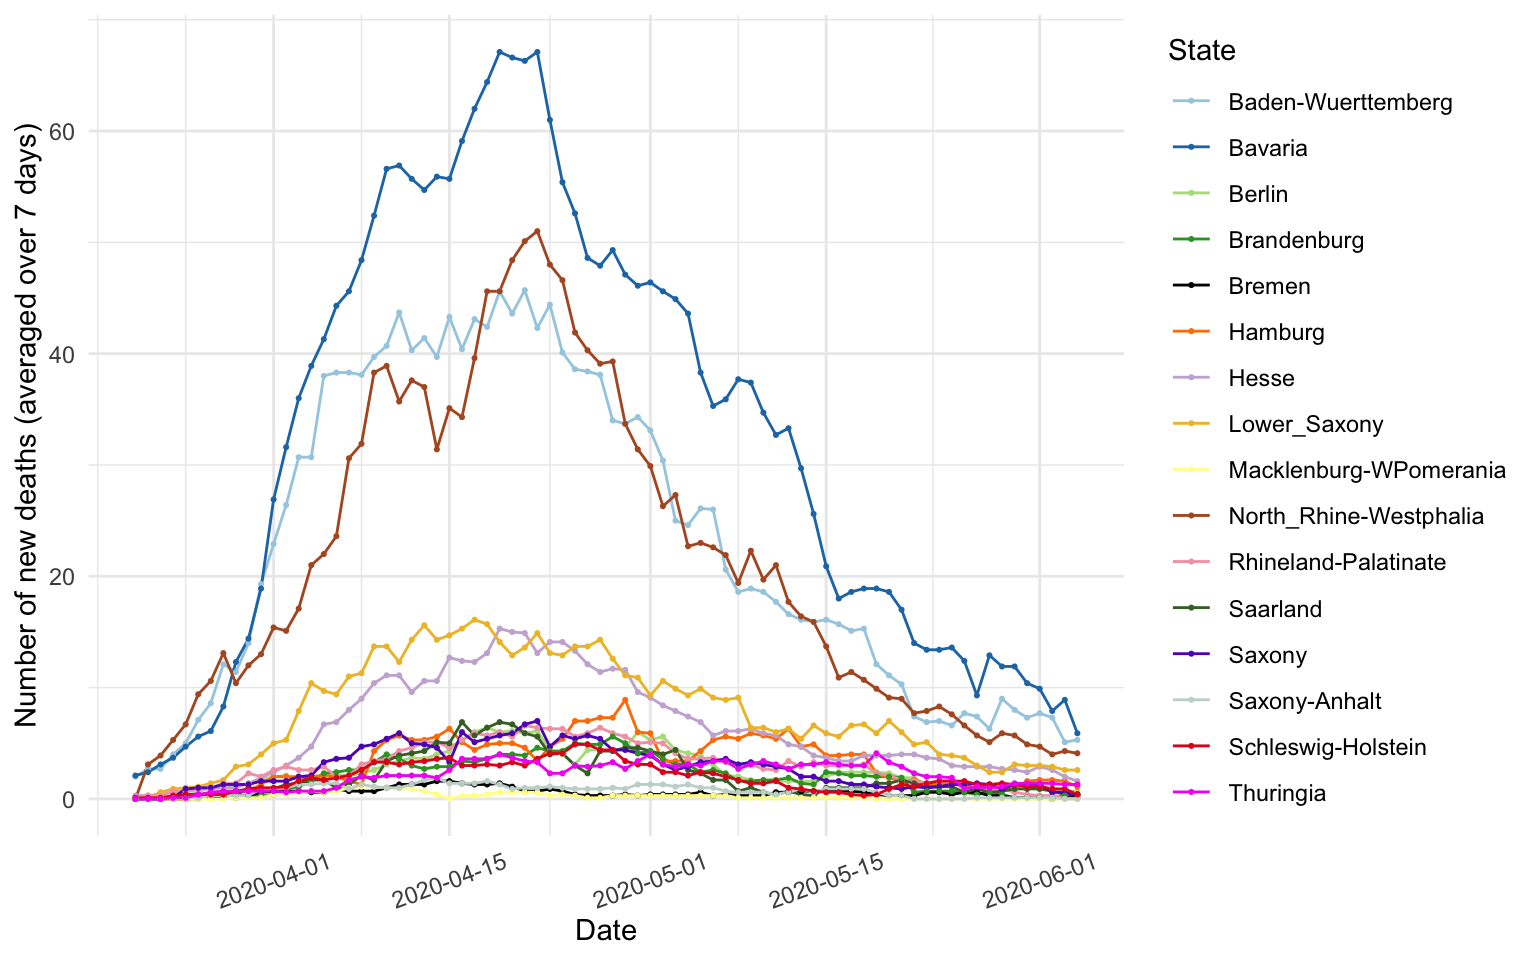 Number of new deaths (averaged over 7 days)
60
40
20
0
2020-04-01
2020-04-15
2020-05-01
2020-05-15
2020-06-01
Date
State
Baden-Wuerttemberg
Bavaria
Berlin
Brandenburg
Bremen
Hamburg
Hesse
Lower_Saxony
Macklenburg-WPomerania
North_Rhine-Westphalia
Rhineland-Palatinate
Saarland
Saxony
Saxony-Anhalt
Schleswig-Holstein
Thuringia